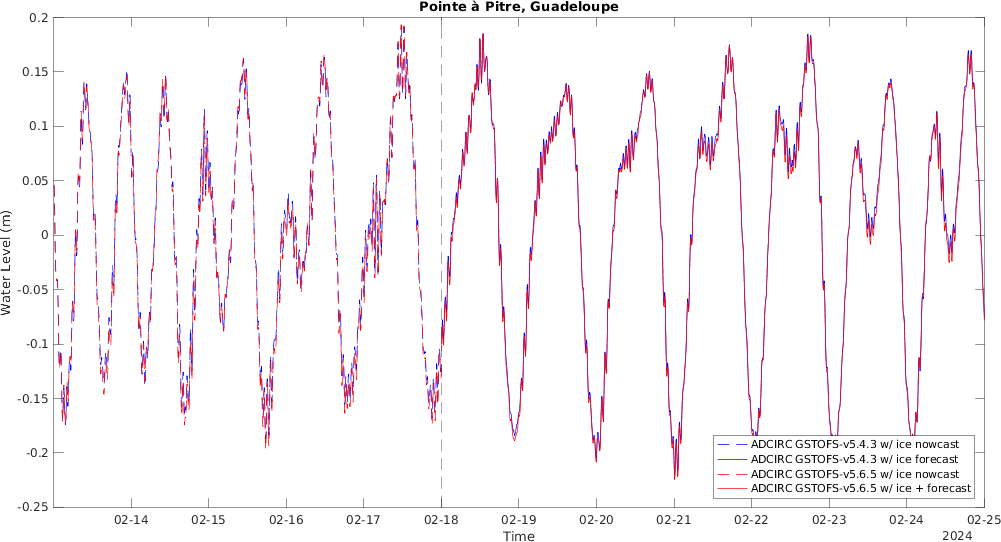 Pointe à Pitre, Guadeloupe
0.2
0.15
0.1
0.05
0
-0.05
-0.1
-0.15
-0.2
-0.25
Water Level (m)
ADCIRC GSTOFS-v5.4.3 w/ ice nowcast
ADCIRC GSTOFS-v5.4.3 w/ ice forecast
ADCIRC GSTOFS-v5.6.5 w/ ice nowcast
ADCIRC GSTOFS-v5.6.5 w/ ice + forecast
02-14 02-15 02-16 02-17 02-18 02-19 02-20 02-21 02-22 02-23 02-24 02-25
Time
2024